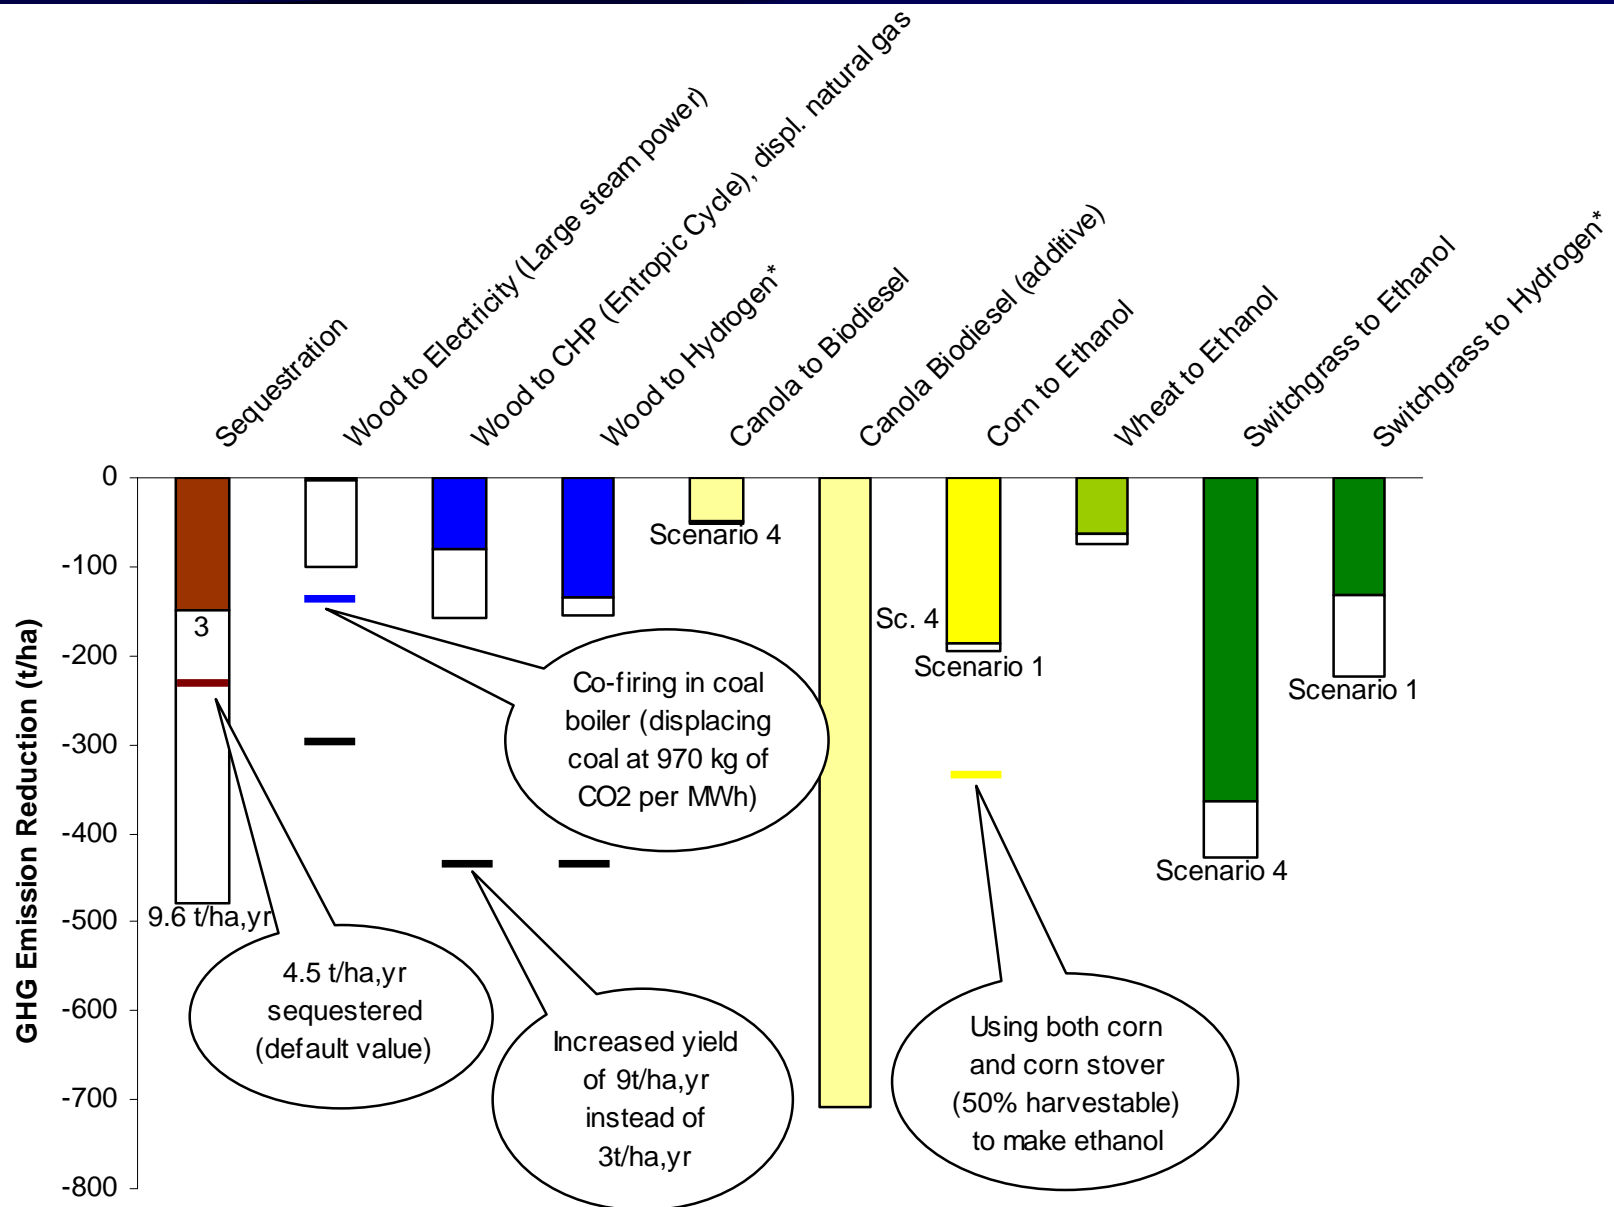 Sequestration
Wood to Electricity (Large steam power)
Wood to CHP (Entropic Cycle), displ. natural gas
Wood to Hydrogen*
Canola to Biodiesel
Canola Biodiesel (additive)
Corn to Ethanol
Wheat to Ethanol
Switchgrass to Ethanol
Switchgrass to Hydrogen*
GHG Emission Reduction (t/ha)
0
-100
-200
-300
-400
-500
-600
-700
-800
3
9.6 t/ha,yr
Scenario 4
Sc. 4
Scenario 1
Scenario 4
Scenario 1
Co-firing in coal
boiler (displacing
coal at 970 kg of
CO2 per MWh)
4.5 t/ha,yr
sequestered
(default value)
Increased yield
of 9t/ha,yr
instead of
3t/ha,yr
Using both corn
and corn stover
(50% harvestable)
to make ethanol